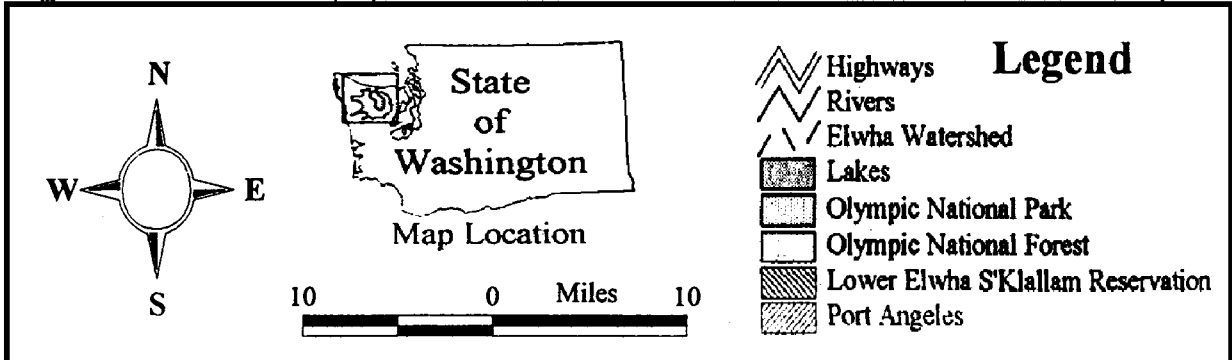 N
W E
S
State
of
Washington
Map Location
10 0 Miles 10
Legend
Highways
Rivers
Elwha Watershed
Lakes
Olympic National Park
Olympic National Forest
Lower Elwha S'Klallam Reservation
Port Angeles